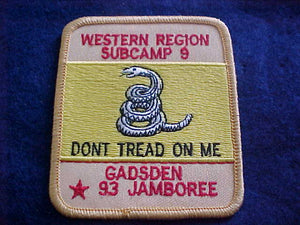 WESTERN REGION
SUBCAMP 9
DONT TREAD ON ME
GADSDEN
93 JAMBOREE